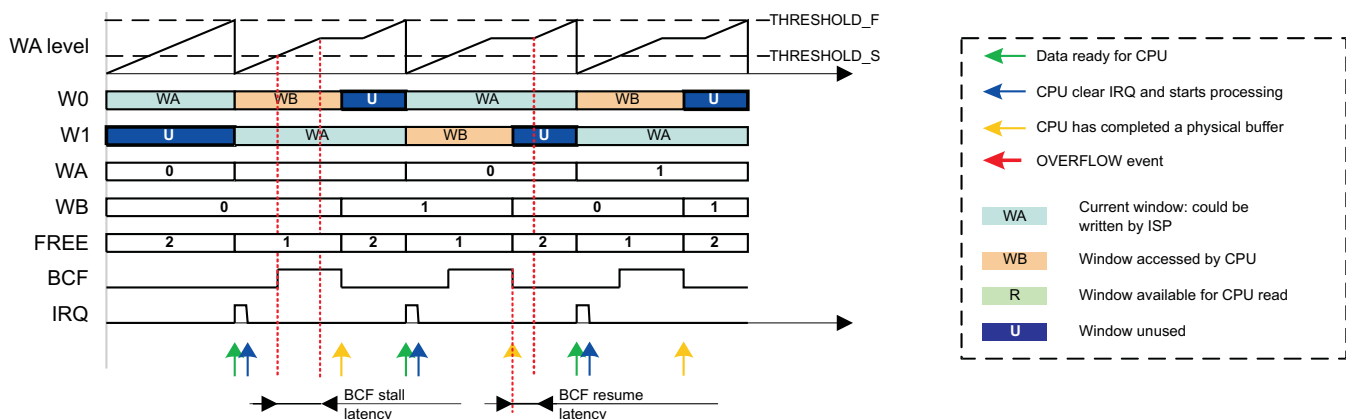 THRESHOLD_F
WA level
THRESHOLD_S
W0 WA WB U WA WB U
W1 U WA WB U WA
WA 0 1 0 1
WB 0 1 0 1
FREE 2 1 2 1 2 1 2
BCF
IRQ
BCF stall
latency
BCF resume
latency
Data ready for CPU
CPU clear IRQ and starts processing
CPU has completed a physical buffer
OVERFLOW event
WA Current window: could be
written by ISP
WB Window accessed by CPU
R Window available for CPU read
U Window unused